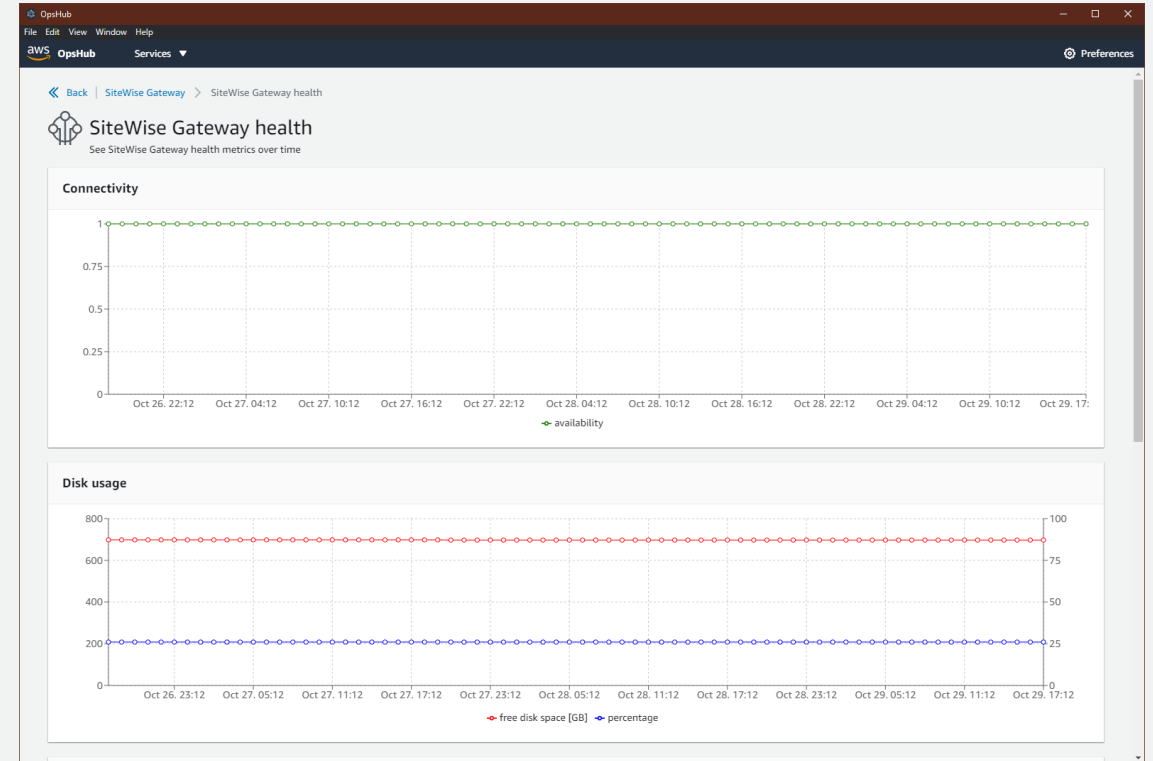 OpsHub
File Edit View Window Help
aws OpsHub Services ▼ Preferences
Back | SiteWise Gateway > SiteWise Gateway health
SiteWise Gateway health
See SiteWise Gateway health metrics over time
Connectivity
1
0.75
0.5
0.25
0
Oct 26. 22:12 Oct 27. 04:12 Oct 27. 10:12 Oct 27. 16:12 Oct 27. 22:12 Oct 28. 04:12 Oct 28. 10:12 Oct 28. 16:12 Oct 28. 22:12 Oct 29. 04:12 Oct 29. 10:12 Oct 29. 17:
availability
Disk usage
800 100
600 75
400 50
200 25
0 0
Oct 26. 23:12 Oct 27. 05:12 Oct 27. 11:12 Oct 27. 17:12 Oct 27. 23:12 Oct 28. 05:12 Oct 28. 11:12 Oct 28. 17:12 Oct 28. 23:12 Oct 29. 05:12 Oct 29. 11:12 Oct 29. 17:12
free disk space [GB] percentage